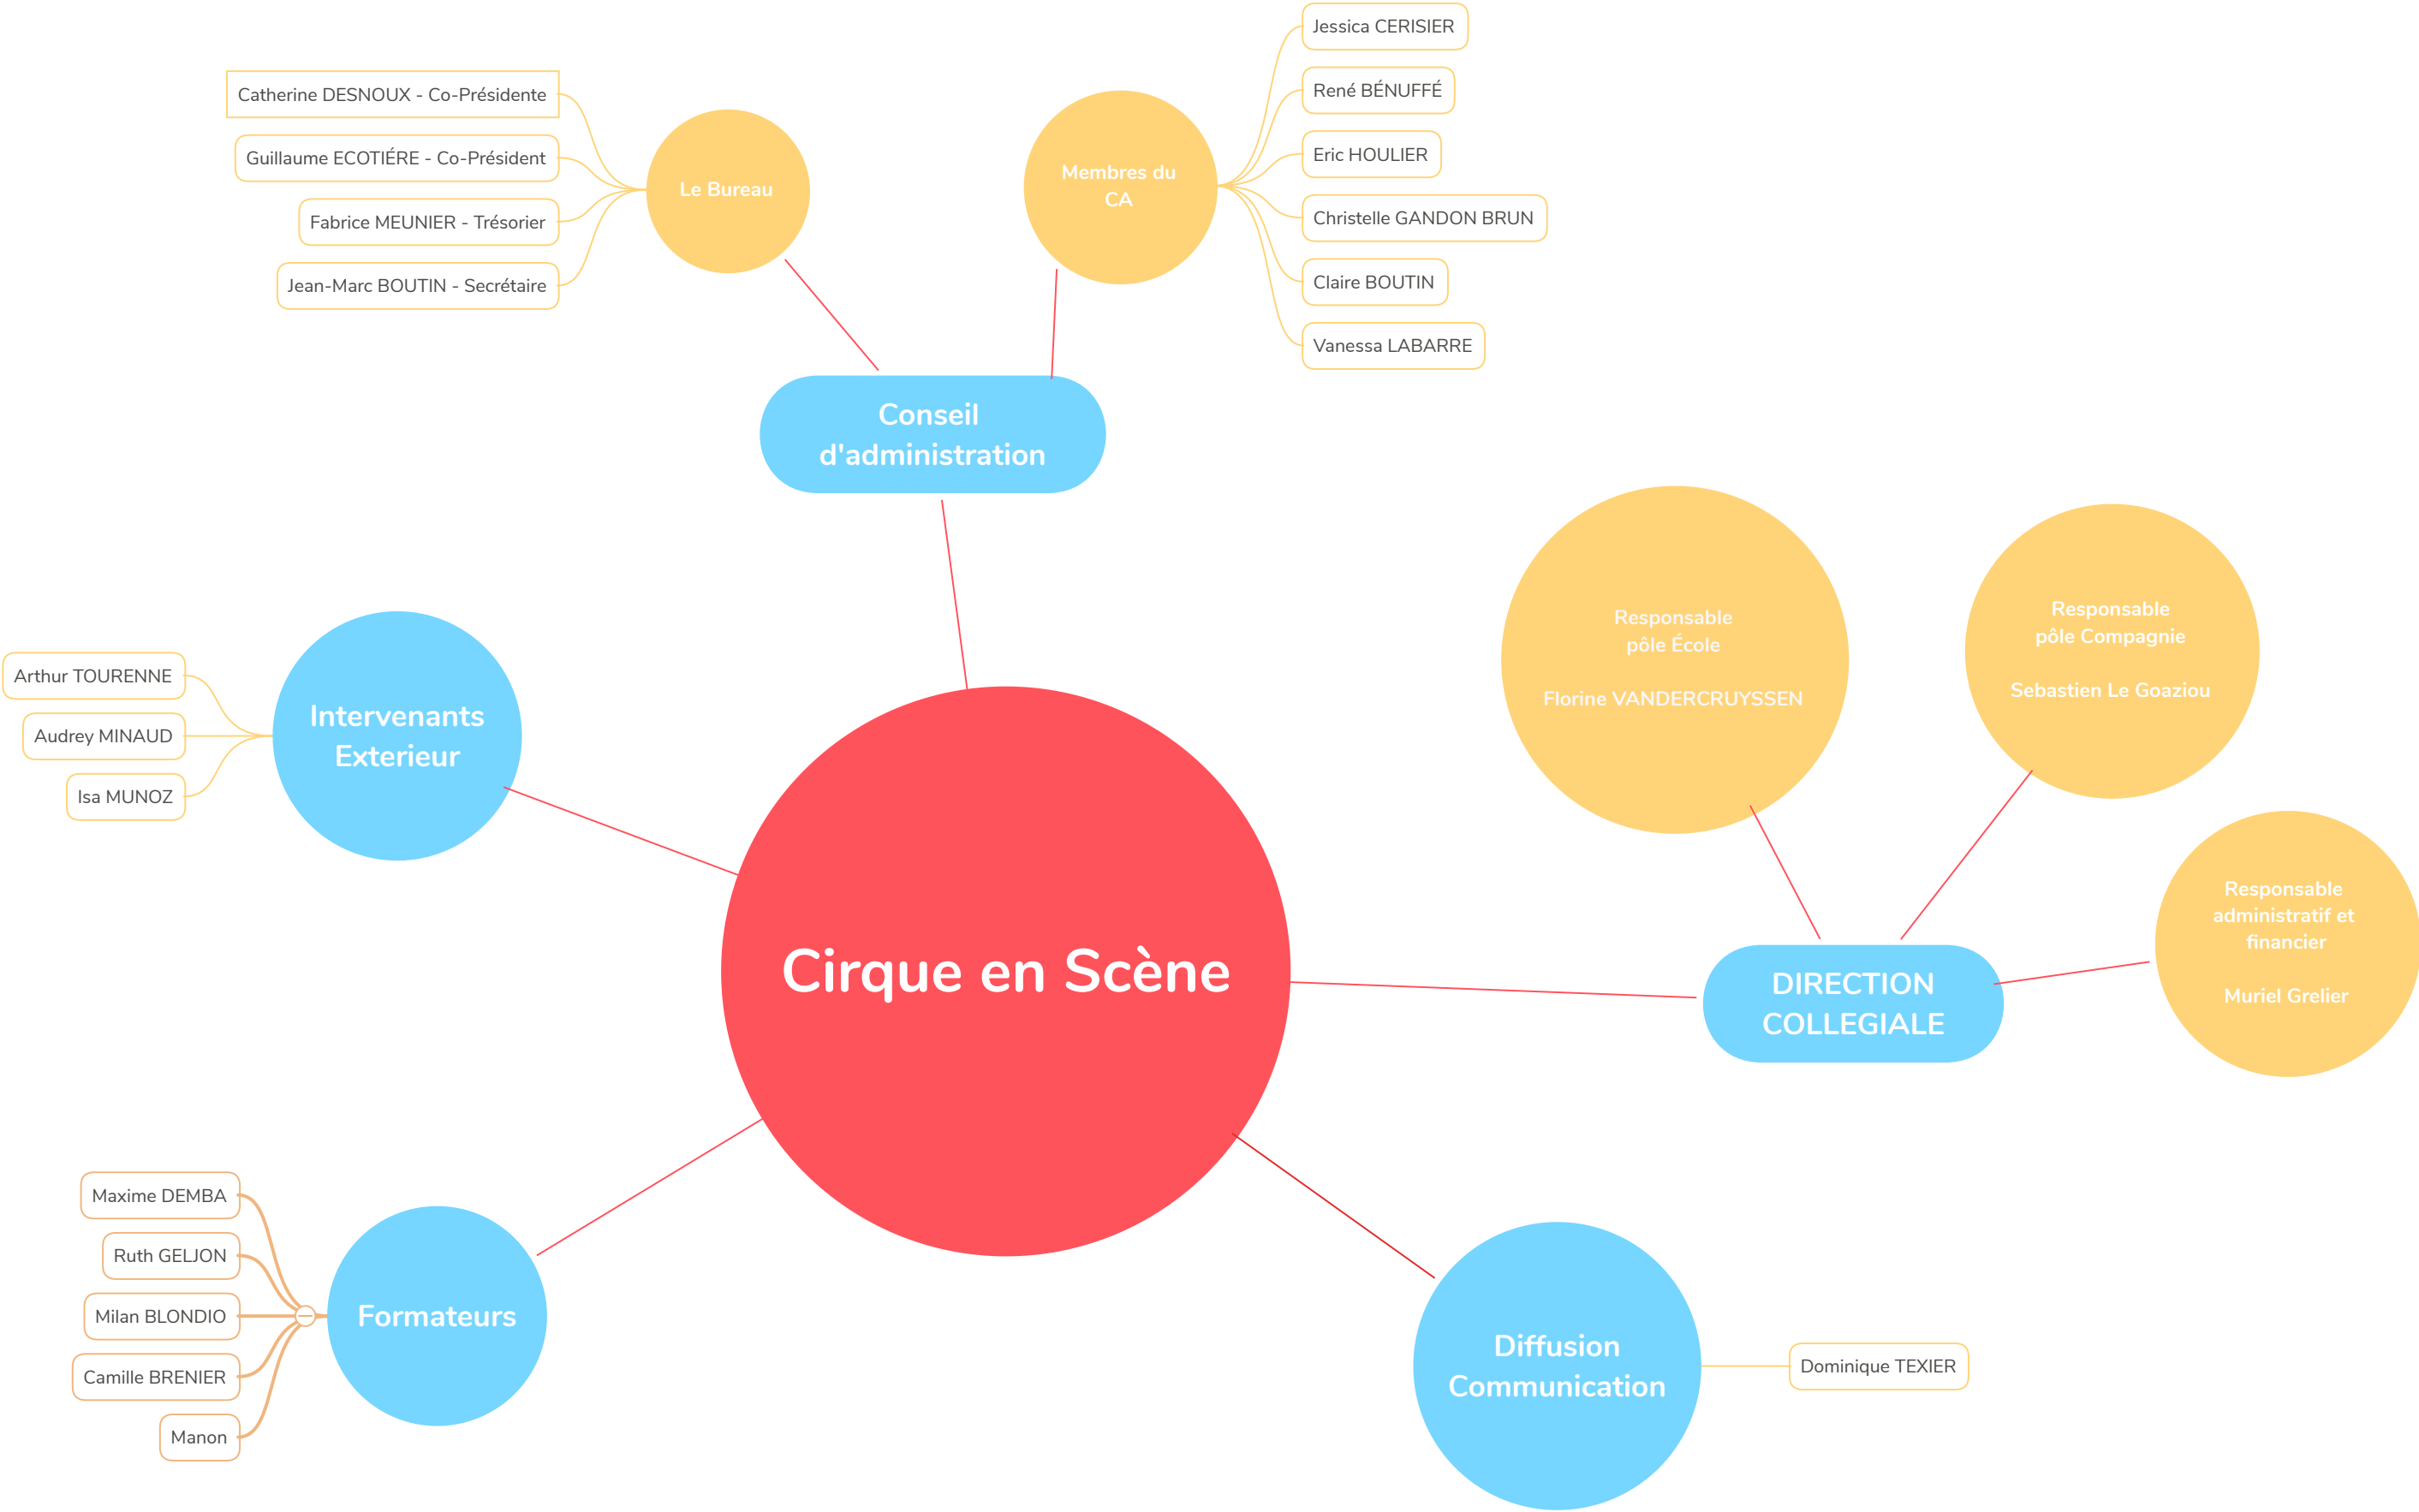 Jessica CERISIER
René BÉNUFFÉ
Eric HOULIER
Christelle GANDON BRUN
Claire BOUTIN
Vanessa LABARRE
Membres du
CA
Catherine DESNOUX - Co-Présidente
Guillaume ECOTIÉRE - Co-Président
Fabrice MEUNIER - Trésorier
Jean-Marc BOUTIN - Secrétaire
Le Bureau
Conseil
d'administration
Responsable
pôle École
Florine VANDERCRUYSSEN
Responsable
pôle Compagnie
Sebastien Le Goaziou
Responsable
administratif et
financier
Muriel Grelier
DIRECTION
COLLEGIALE
Arthur TOURENNE
Audrey MINAUD
Isa MUNOZ
Intervenants
Exterieur
Cirque en Scène
Maxime DEMBA
Ruth GELJON
Milan BLONDIO
Camille BRENIER
Manon
Formateurs
Diffusion
Communication
Dominique TEXIER